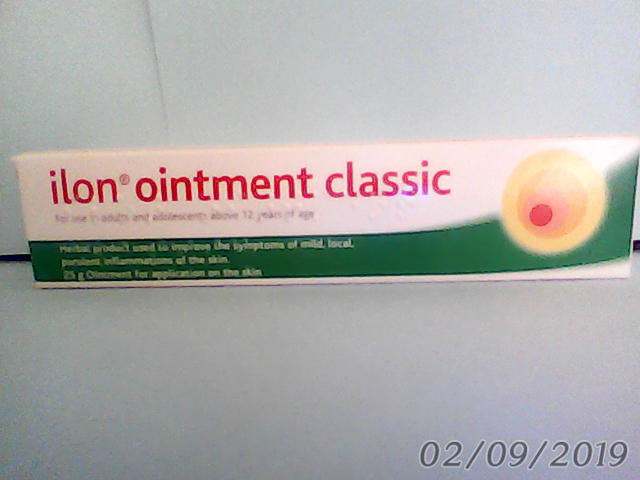 ilon® ointment classic
For use in adults and adolescents above 12 years of age
Herbal product used to improve the symptoms of mild, local,
purulent inflammations of the skin.
25 g Ointment for application on the skin
02/09/2019